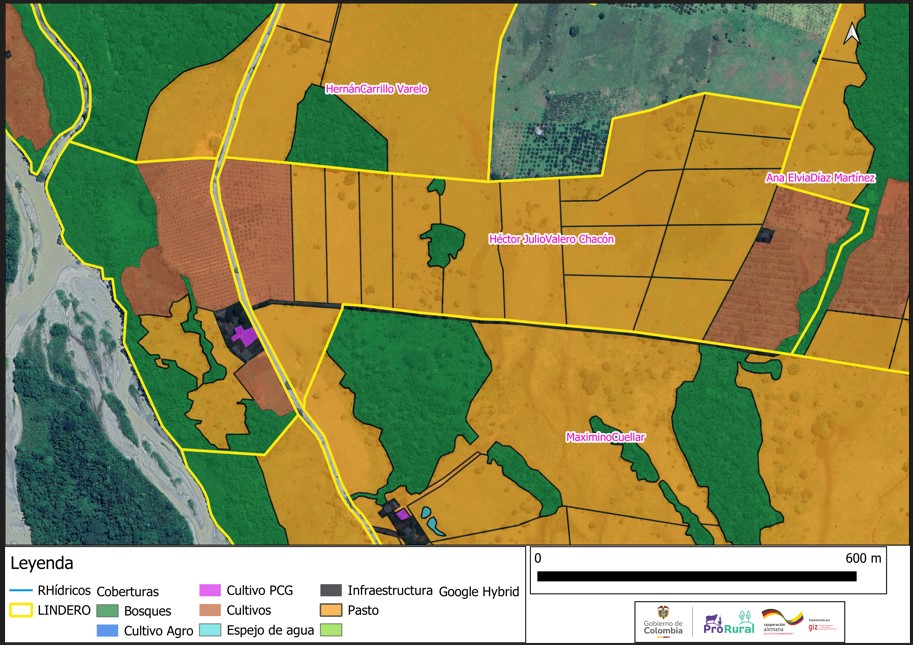 HernánCarrillo Varelo
Ana ElviaDíaz Martínez
Héctor JulioValero Chacón
MaximinoCuellar
Leyenda
RHídricos
LINDERO
Coberturas
Bosques
Cultivo Agro
Cultivo PCG
Cultivos
Espejo de agua
Infraestructura
Pasto
Google Hybrid
0 600 m
Gobierno de
Colombia
ProRural
cooperación
alemana
giz